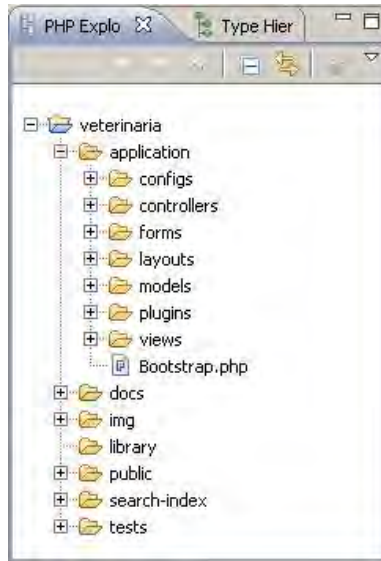 PHP Explo Type Hier
veterinaria
application
configs
controllers
forms
layouts
models
plugins
views
Bootstrap.php
docs
img
library
public
search-index
tests